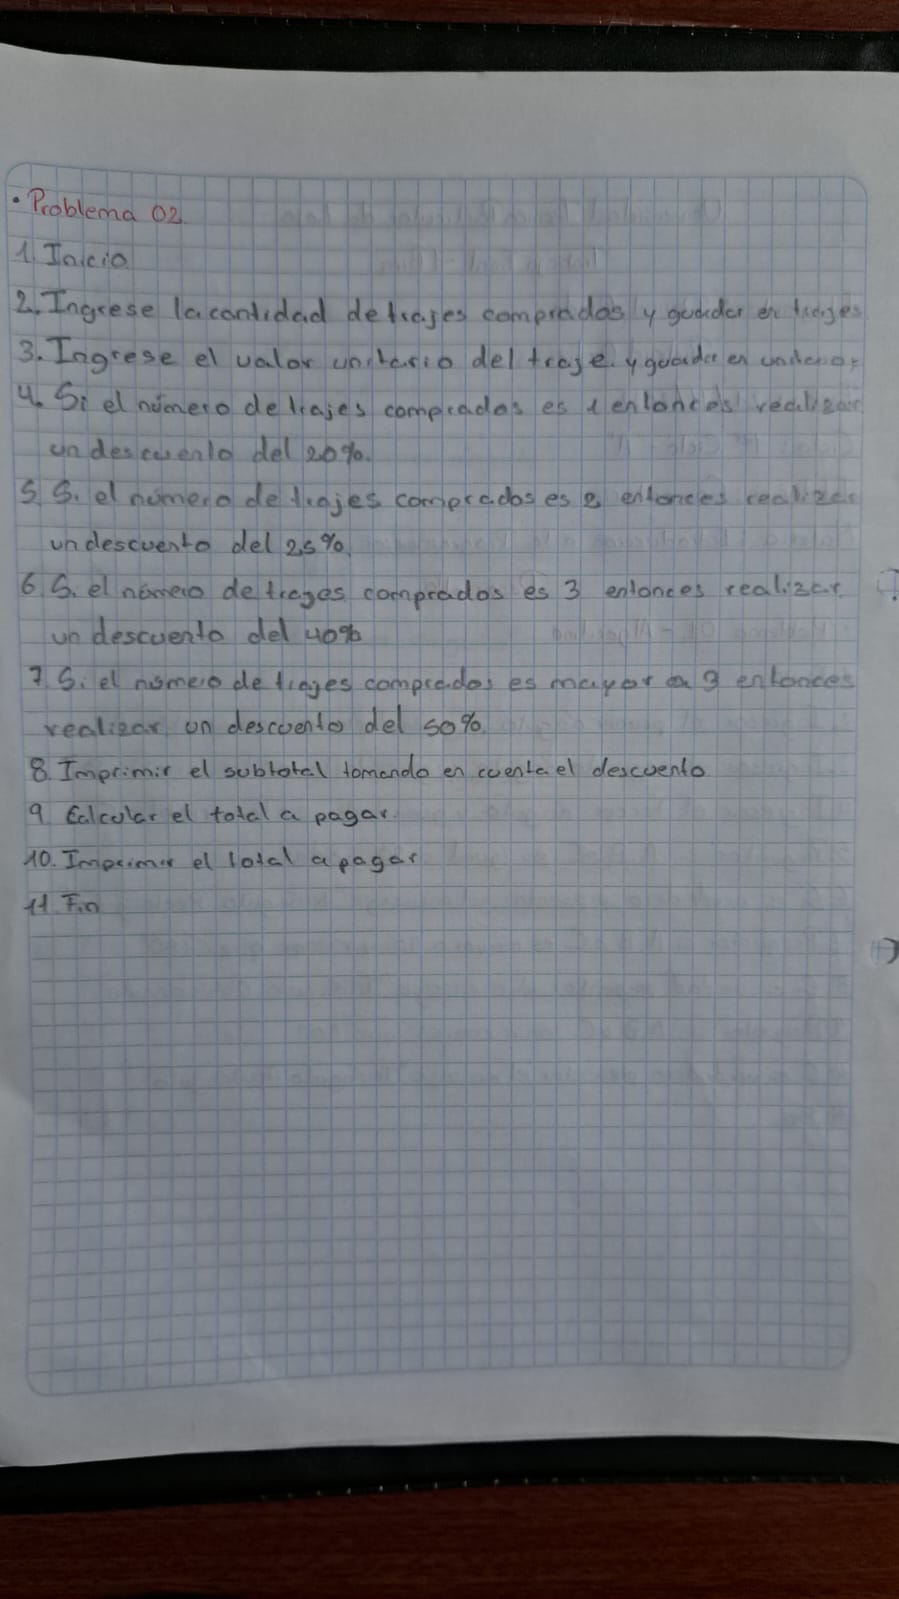 • Problema 02.
1. Inicio
2. Ingrese la cantidad de trajes comprados y guardar en trajes
3. Ingrese el valor unitario del traje y guardar en unitario.
4. Si el número de trajes comprados es 1 entonces realizar
un descuento del 20%.
5. Si el número de trajes comprados es 2 entonces realizar
un descuento del 25%.
6. Si el número de trajes comprados es 3 entonces realizar
un descuento del 40%
7. Si el número de trajes comprados es mayor a 3 entonces
realizar un descuento del 50%.
8. Imprimir el subtotal tomando en cuenta el descuento
9 Calcular el total a pagar.
10. Imprimir el total a pagar
11 Fin